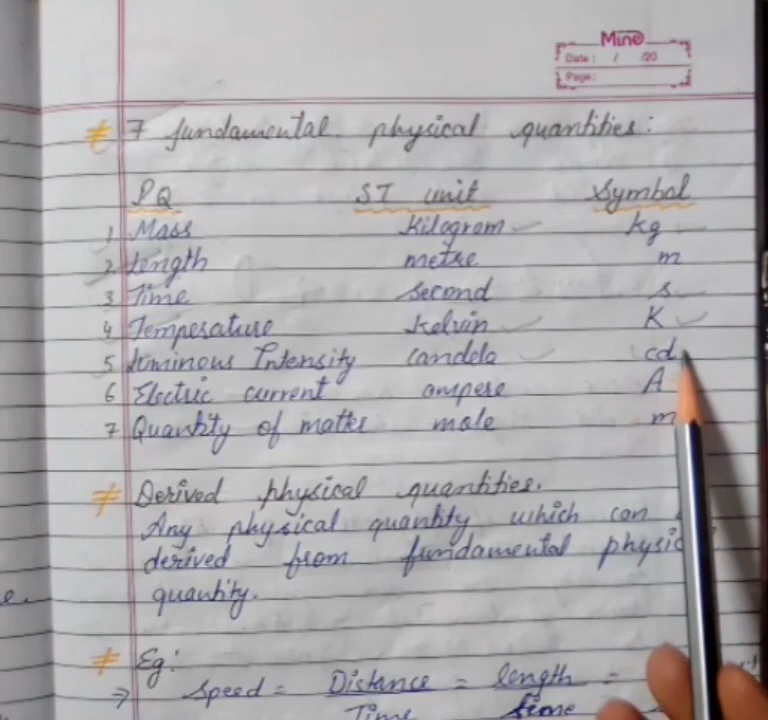 Mine
Date : / /20
Page:
7 fundamental physical quantities:
PQ SI unit Symbol
1 Mass kilogram kg
2 Length metre m
3 Time second s
4 Temperature kelvin K
5 Luminous Intensity candela cd
6 Electric current ampere A
7 Quantity of matter mole m
Derived physical quantities.
Any physical quantity which can
derived from fundamental physic
quantity.
e.
Eg:
⇒ Speed = Distance = length =
Time time